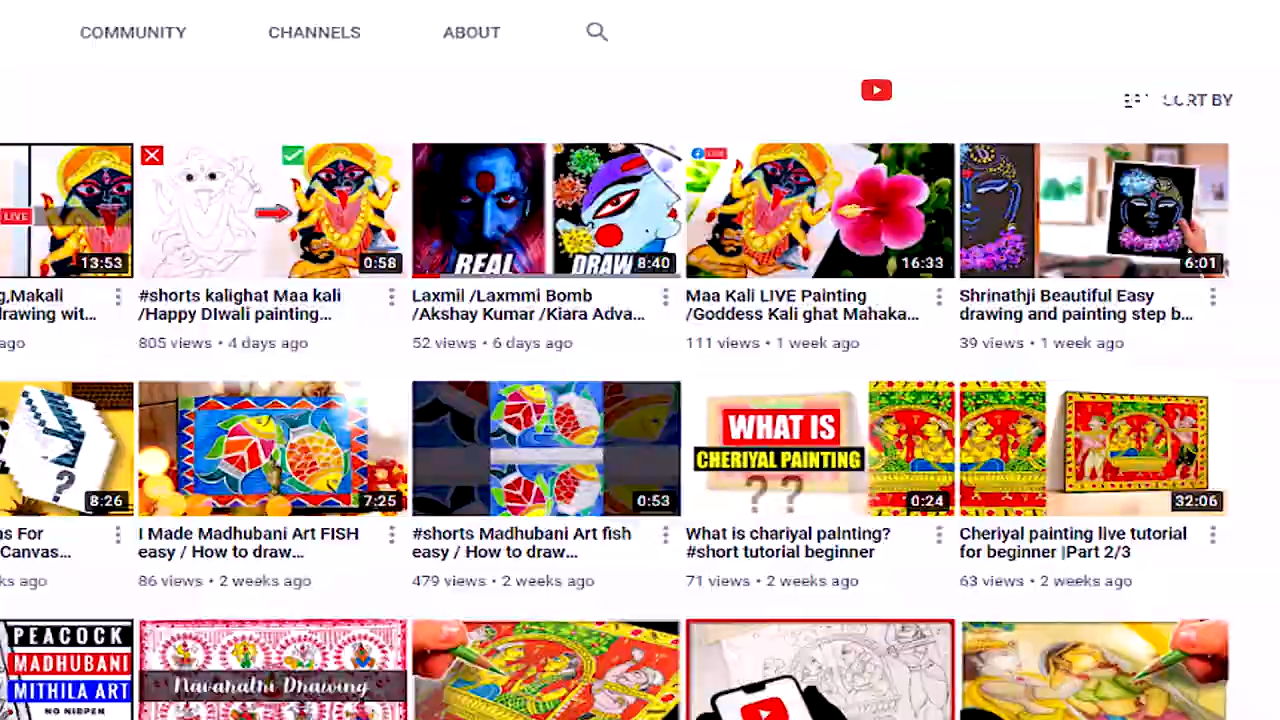 COMMUNITY CHANNELS ABOUT
SORT BY
LIVE
13:53
0:58
REAL
DRAW
8:40
LIVE
16:33
6:01
g,Makali
drawing wit...
ago
#shorts kalighat Maa kali
/Happy DIwali painting...
805 views • 4 days ago
Laxmil /Laxmmi Bomb
/Akshay Kumar /Kiara Adva...
52 views • 6 days ago
Maa Kali LIVE Painting
/Goddess Kali ghat Mahaka...
111 views • 1 week ago
Shrinathji Beautiful Easy
drawing and painting step b...
39 views • 1 week ago
?
8:26
7:25
0:53
WHAT IS
CHERIYAL PAINTING
? ?
0:24
32:06
as For
Canvas...
ks ago
I Made Madhubani Art FISH
easy / How to draw...
86 views • 2 weeks ago
#shorts Madhubani Art fish
easy / How to draw...
479 views • 2 weeks ago
What is chariyal painting?
#short tutorial beginner
71 views • 2 weeks ago
Cheriyal painting live tutorial
for beginner |Part 2/3
63 views • 2 weeks ago
PEACOCK
MADHUBANI
MITHILA ART
NO NIRPEN
Navarathi Drawing